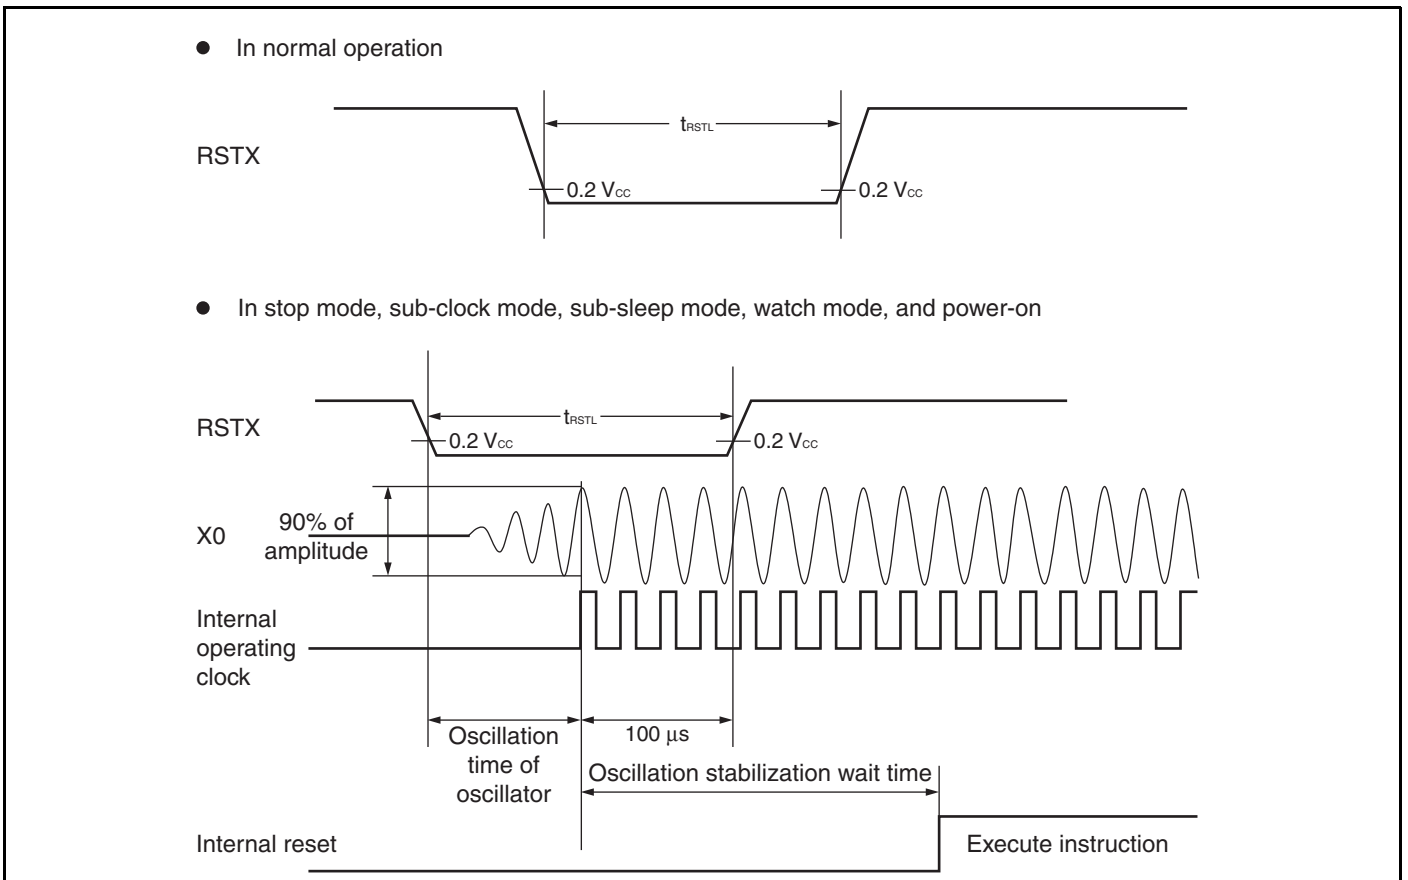 ● In normal operation
tRSTL
RSTX
0.2 VCC
0.2 VCC
● In stop mode, sub-clock mode, sub-sleep mode, watch mode, and power-on
tRSTL
RSTX
0.2 VCC
0.2 VCC
90% of
X0
amplitude
Internal
operating
clock
Oscillation
time of
oscillator
100 μs
Oscillation stabilization wait time
Internal reset
Execute instruction